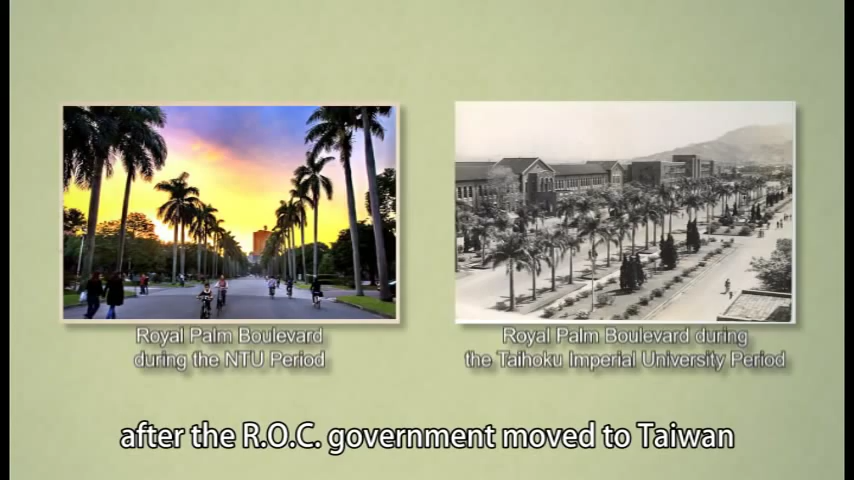 Royal Palm Boulevard
during the NTU Period
Royal Palm Boulevard during
the Taihoku Imperial University Period
after the R.O.C. government moved to Taiwan